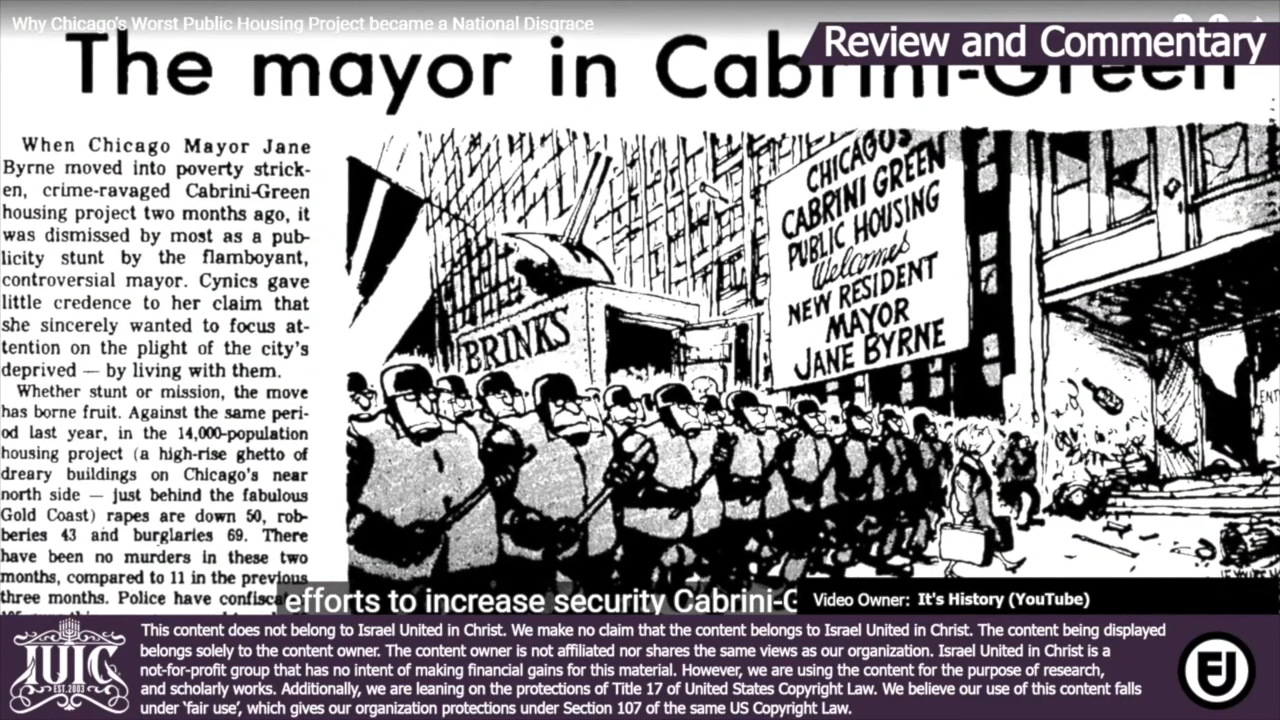 Why Chicago's Worst Public Housing Project became a National Disgrace
Review and Commentary
The mayor in Cabrini-Green
When Chicago Mayor Jane
Byrne moved into poverty strick-
en, crime-ravaged Cabrini-Green
housing project two months ago, it
was dismissed by most as a pub-
licity stunt by the flamboyant,
controversial mayor. Cynics gave
little credence to her claim that
she sincerely wanted to focus at-
tention on the plight of the city's
deprived — by living with them.
Whether stunt or mission, the move
has borne fruit. Against the same peri-
od last year, in the 14,000-population
housing project (a high-rise ghetto of
dreary buildings on Chicago's near
north side — just behind the fabulous
Gold Coast) rapes are down 50, rob-
beries 43 and burglaries 69. There
have been no murders in these two
months, compared to 11 in the previous
three months. Police have confiscat
BRINKS
CHICAGO'S
CABRINI GREEN
PUBLIC HOUSING
Welcomes
NEW RESIDENT
MAYOR
JANE BYRNE
efforts to increase security Cabrini-G
Video Owner: It's History (YouTube)
IUIC
EST. 2003
This content does not belong to Israel United in Christ. We make no claim that the content belongs to Israel United in Christ. The content being displayed
belongs solely to the content owner. The content owner is not affiliated nor shares the same views as our organization. Israel United in Christ is a
not-for-profit group that has no intent of making financial gains for this material. However, we are using the content for the purpose of research,
and scholarly works. Additionally, we are leaning on the protections of Title 17 of United States Copyright Law. We believe our use of this content falls
under 'fair use', which gives our organization protections under Section 107 of the same US Copyright Law.